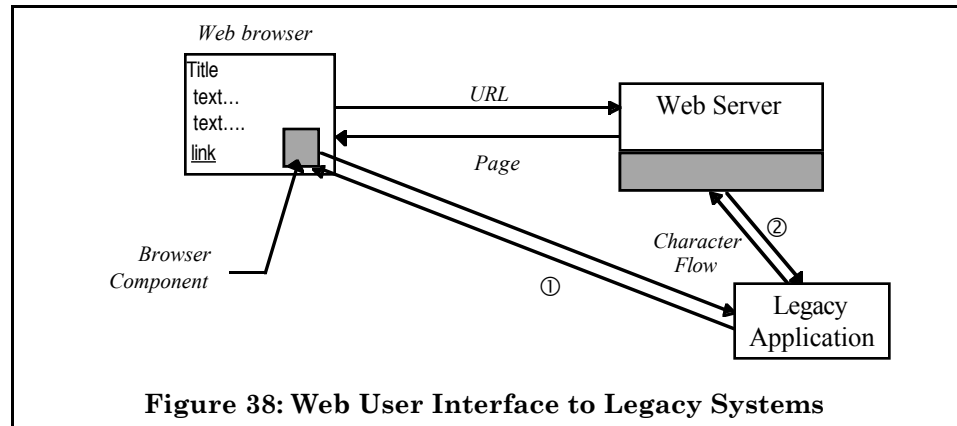 Web browser
Title
text…
text….
link
URL
Page
Web Server
Browser
Component
①
Character
Flow
②
Legacy
Application
Figure 38: Web User Interface to Legacy Systems